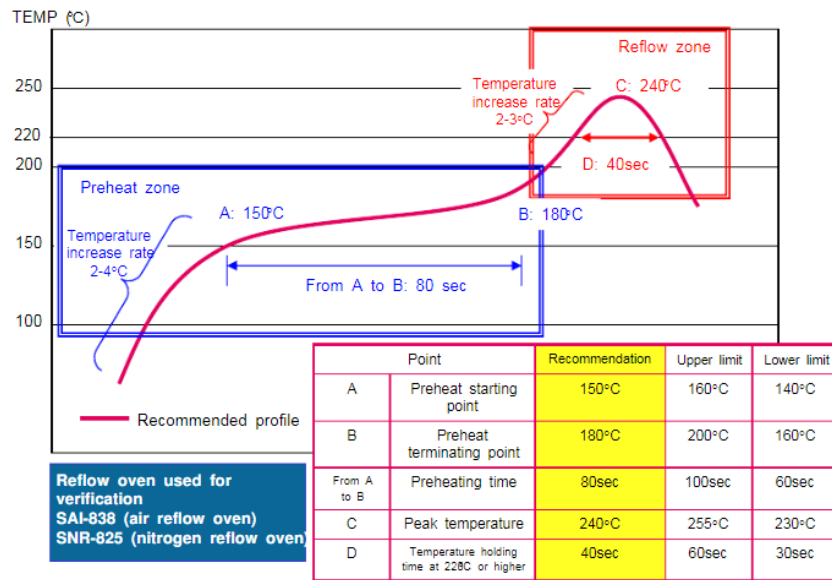 TEMP (°C)
250
220
200
150
100
Reflow zone
Temperature
increase rate
2-3°C
C: 240°C
D: 40sec
Preheat zone
A: 150°C
B: 180°C
Temperature
increase rate
2-4°C
From A to B: 80 sec
Recommended profile
Point Recommendation Upper limit Lower limit
A Preheat starting point 150°C 160°C 140°C
B Preheat terminating point 180°C 200°C 160°C
From A to B Preheating time 80sec 100sec 60sec
C Peak temperature 240°C 255°C 230°C
D Temperature holding time at 220°C or higher 40sec 60sec 30sec
Reflow oven used for
verification
SAI-838 (air reflow oven)
SNR-825 (nitrogen reflow oven)